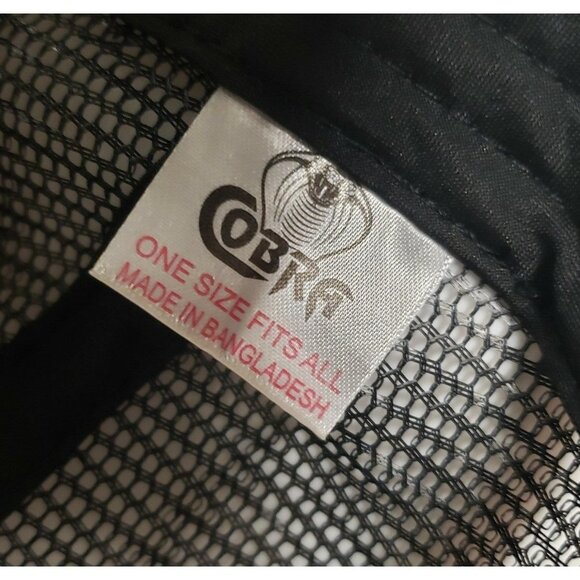 COBRA
ONE SIZE FITS ALL
MADE IN BANGLADESH